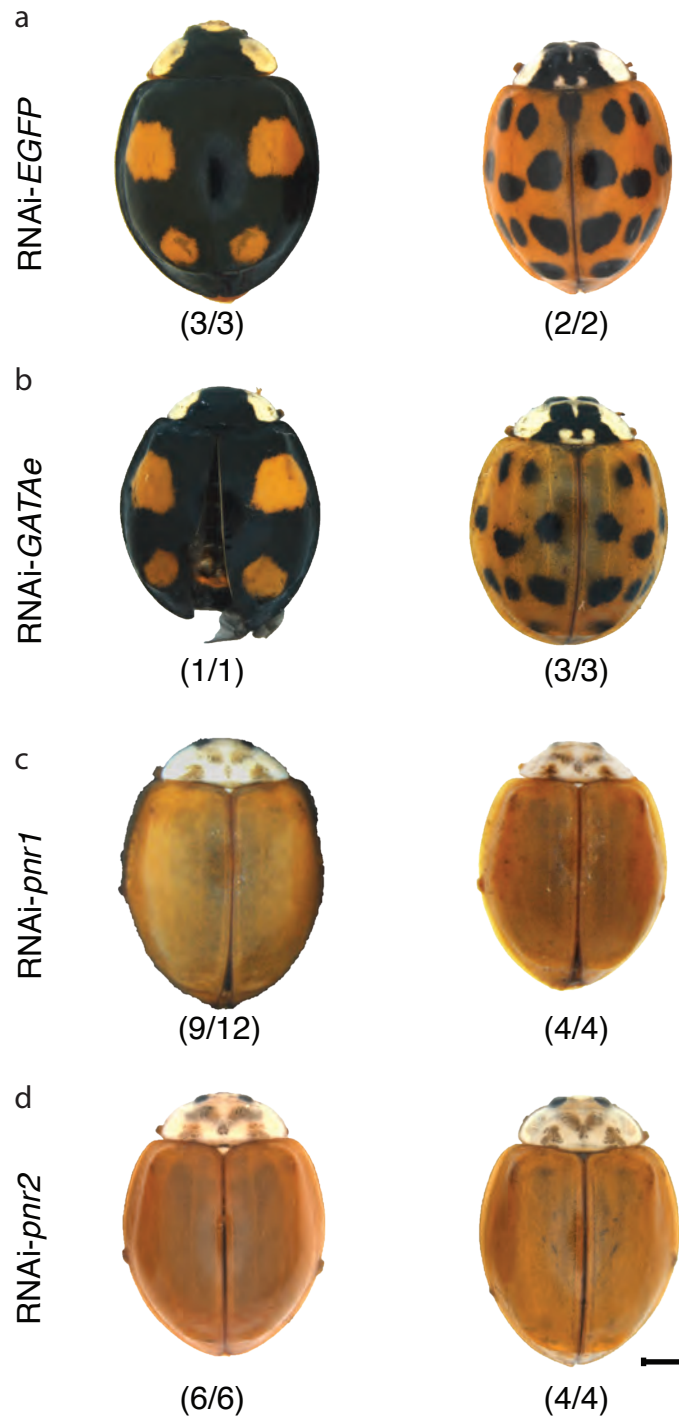 a
RNAi-EGFP
(3/3)
(2/2)
b
RNAi-GATAe
(1/1)
(3/3)
c
RNAi-pnr1
(9/12)
(4/4)
d
RNAi-pnr2
(6/6)
(4/4)